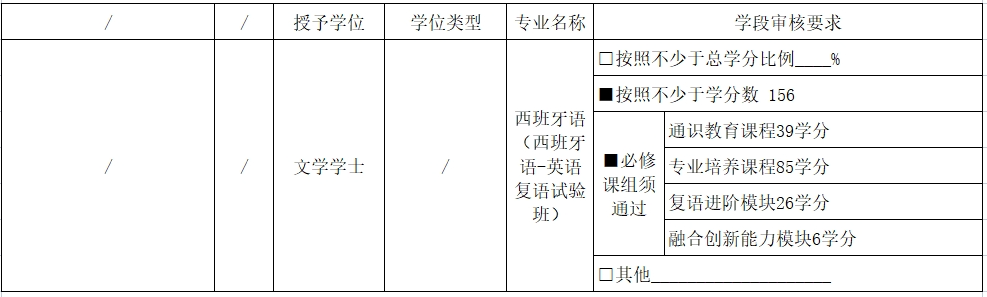 / / 授予学位 学位类型 专业名称 学段审核要求
□按照不少于总学分比例____%
■按照不少于学分数 156
/ / 文学学士 /
西班牙语
（西班牙
语-英语
复语试验
班）
■必修
课组须
通过
通识教育课程39学分
专业培养课程85学分
复语进阶模块26学分
融合创新能力模块6学分
□其他____________________